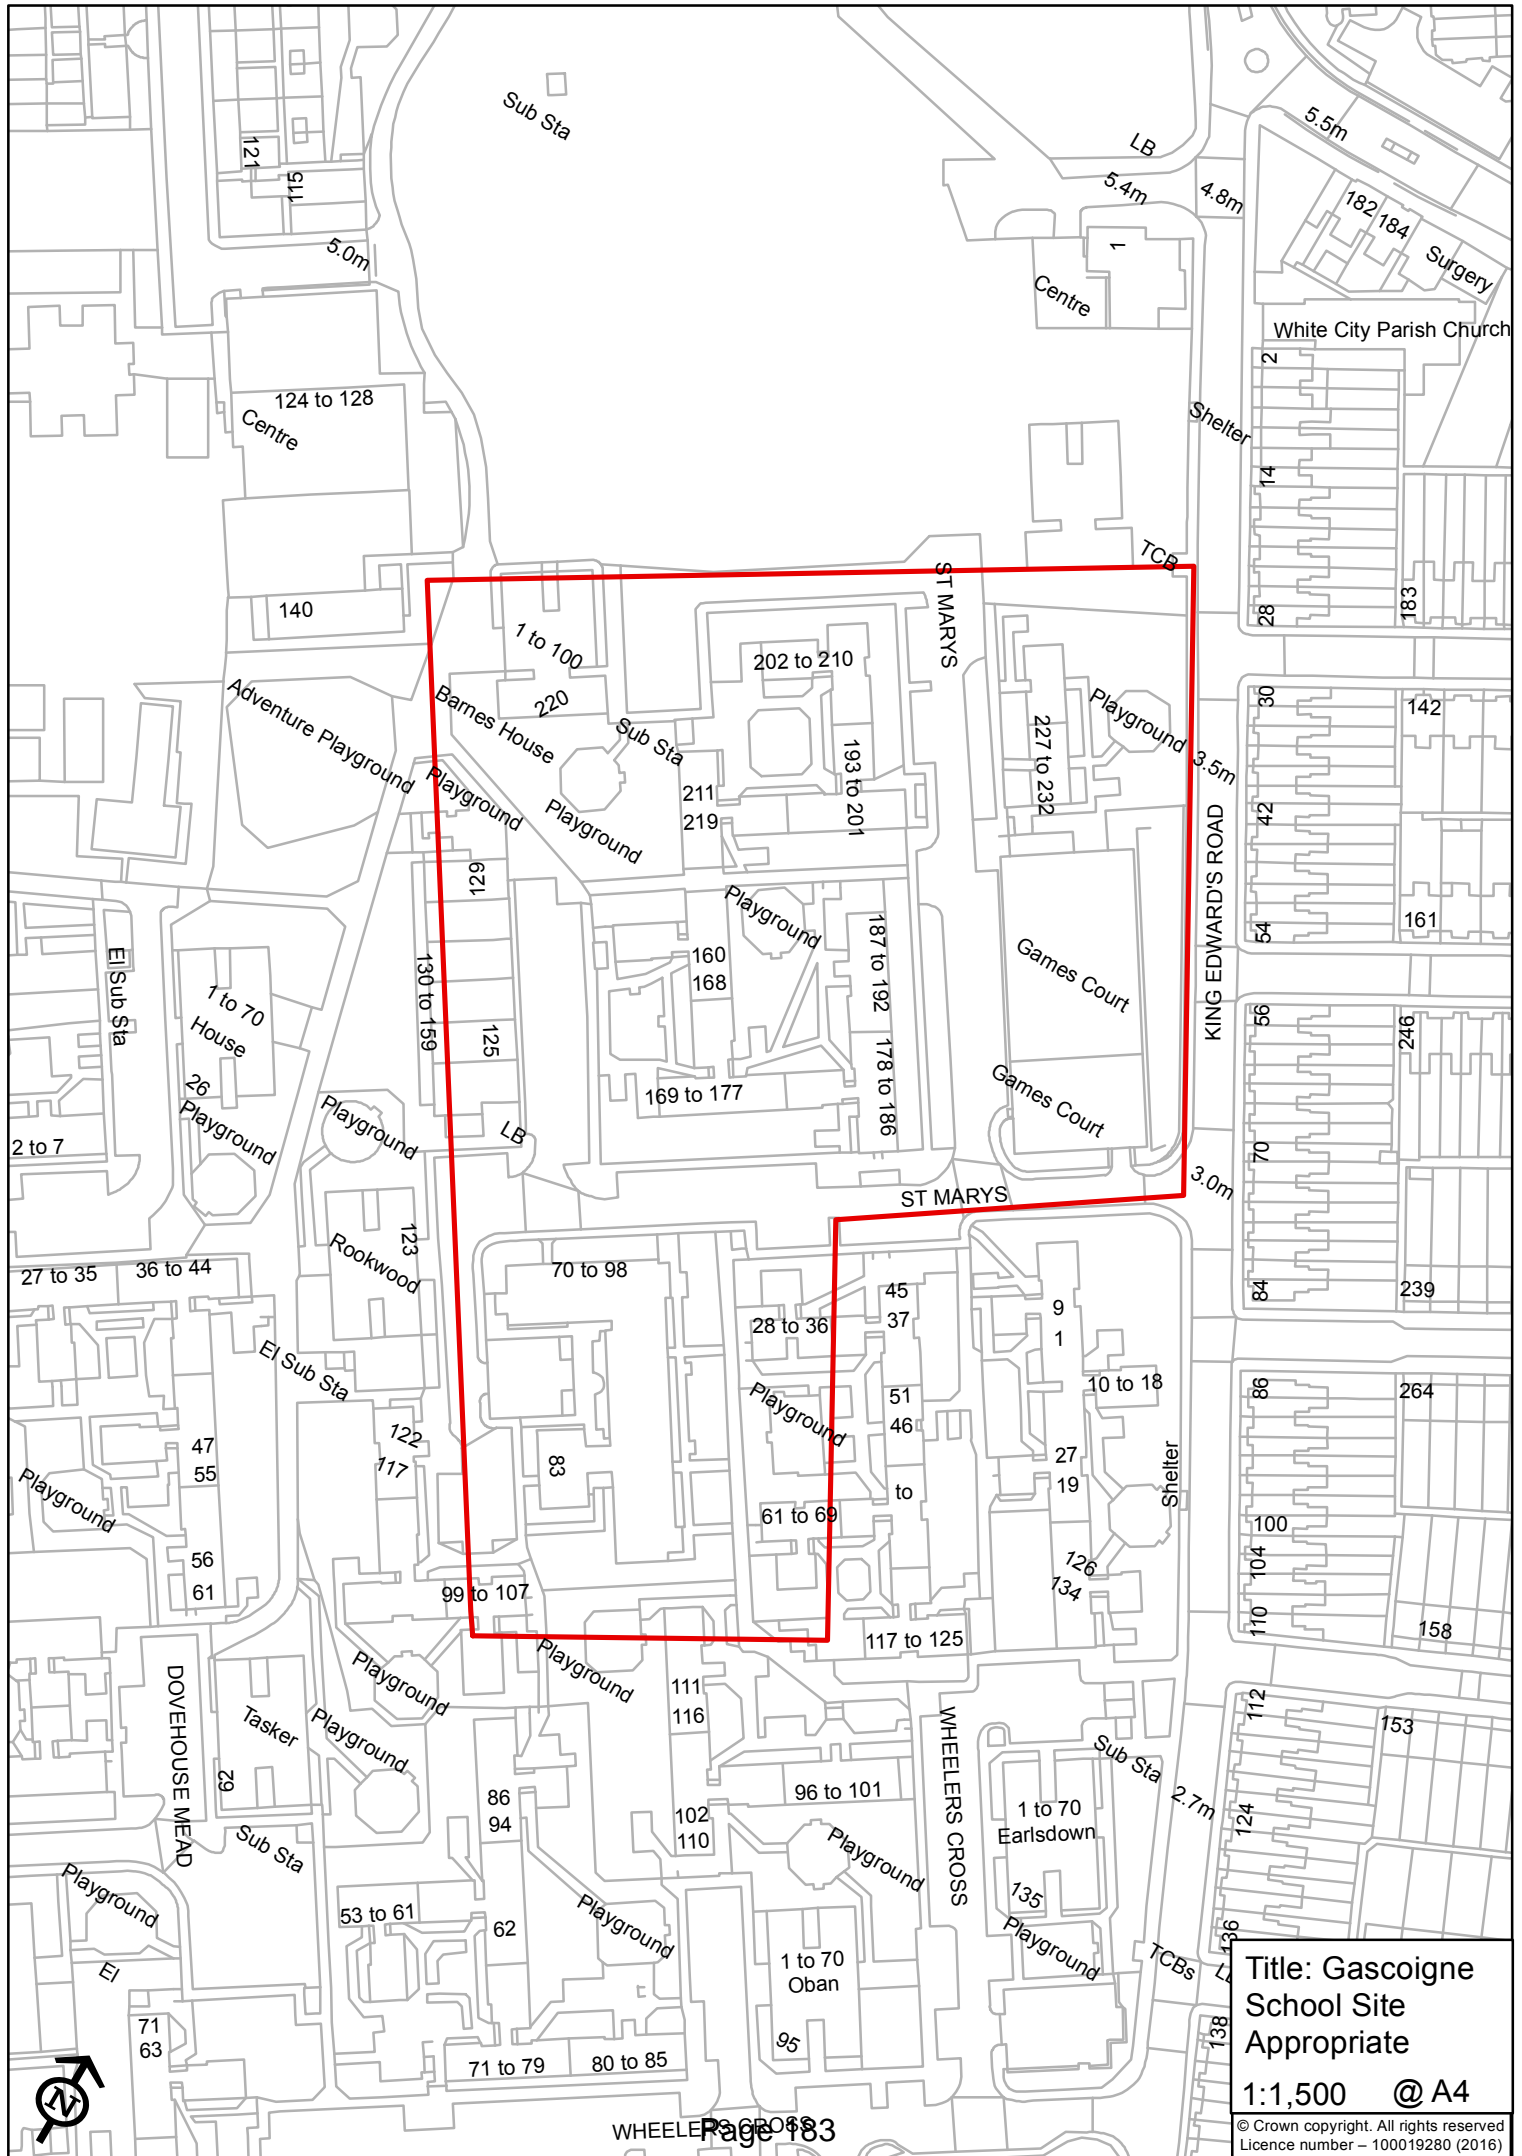 Sub Sta
LB
5.5m
121
115
5.4m
4.8m
182
184
5.0m
1
Surgery
Centre
White City Parish Church
2
124 to 128
Centre
Shelter
14
TCB
ST MARYS
140
28
183
1 to 100
202 to 210
Adventure Playground
Barnes House
220
Sub Sta
Playground
30
142
227 to 232
3.5m
193 to 201
Playground
Playground
211
219
42
KING EDWARD'S ROAD
129
Playground
187 to 192
54
161
El Sub Sta
160
168
Games Court
130 to 159
1 to 70
House
125
56
246
178 to 186
26
Playground
Playground
169 to 177
Games Court
LB
2 to 7
70
3.0m
ST MARYS
123
Rookwood
27 to 35
36 to 44
70 to 98
45
37
84
239
28 to 36
9
1
El Sub Sta
10 to 18
86
264
Playground
51
46
122
117
47
55
83
27
19
Shelter
Playground
to
61 to 69
100
56
61
126
134
104
99 to 107
110
117 to 125
158
Playground
Playground
DOVEHOUSE MEAD
111
116
Tasker
Playground
WHEELERS CROSS
112
153
Sub Sta
62
86
94
96 to 101
2.7m
1 to 70
Earlsdown
102
110
124
Sub Sta
Playground
Playground
53 to 61
62
Playground
135
Playground
136
El
1 to 70
Oban
TCBs
71
63
95
138
71 to 79
80 to 85
N
WHEELERS CROSS
Page 183
Title: Gascoigne
School Site
Appropriate
1:1,500 @ A4
© Crown copyright. All rights reserved
Licence number – 100019280 (2016)